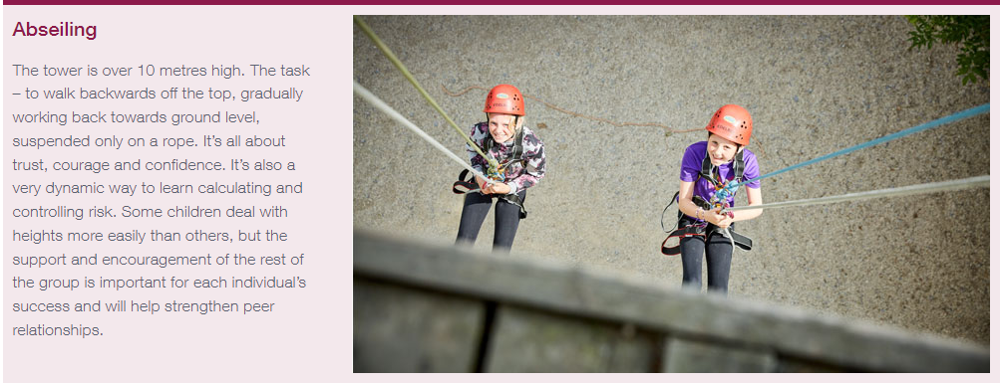 Abseiling
The tower is over 10 metres high. The task
– to walk backwards off the top, gradually
working back towards ground level,
suspended only on a rope. It's all about
trust, courage and confidence. It's also a
very dynamic way to learn calculating and
controlling risk. Some children deal with
heights more easily than others, but the
support and encouragement of the rest of
the group is important for each individual's
success and will help strengthen peer
relationships.